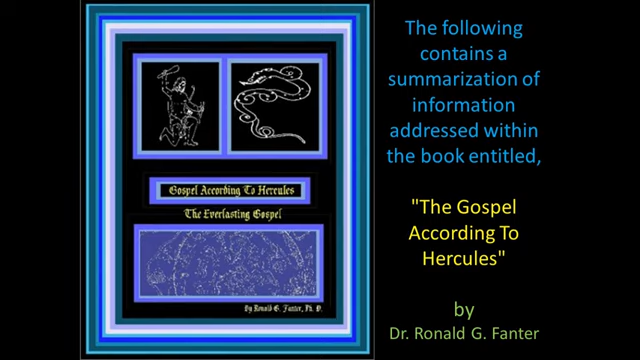 Gospel According To Hercules
The Everlasting Gospel
by Ronald G. Fanter, Ph. D.
The following
contains a
summarization of
information
addressed within
the book entitled,
"The Gospel
According To
Hercules"
by
Dr. Ronald G. Fanter